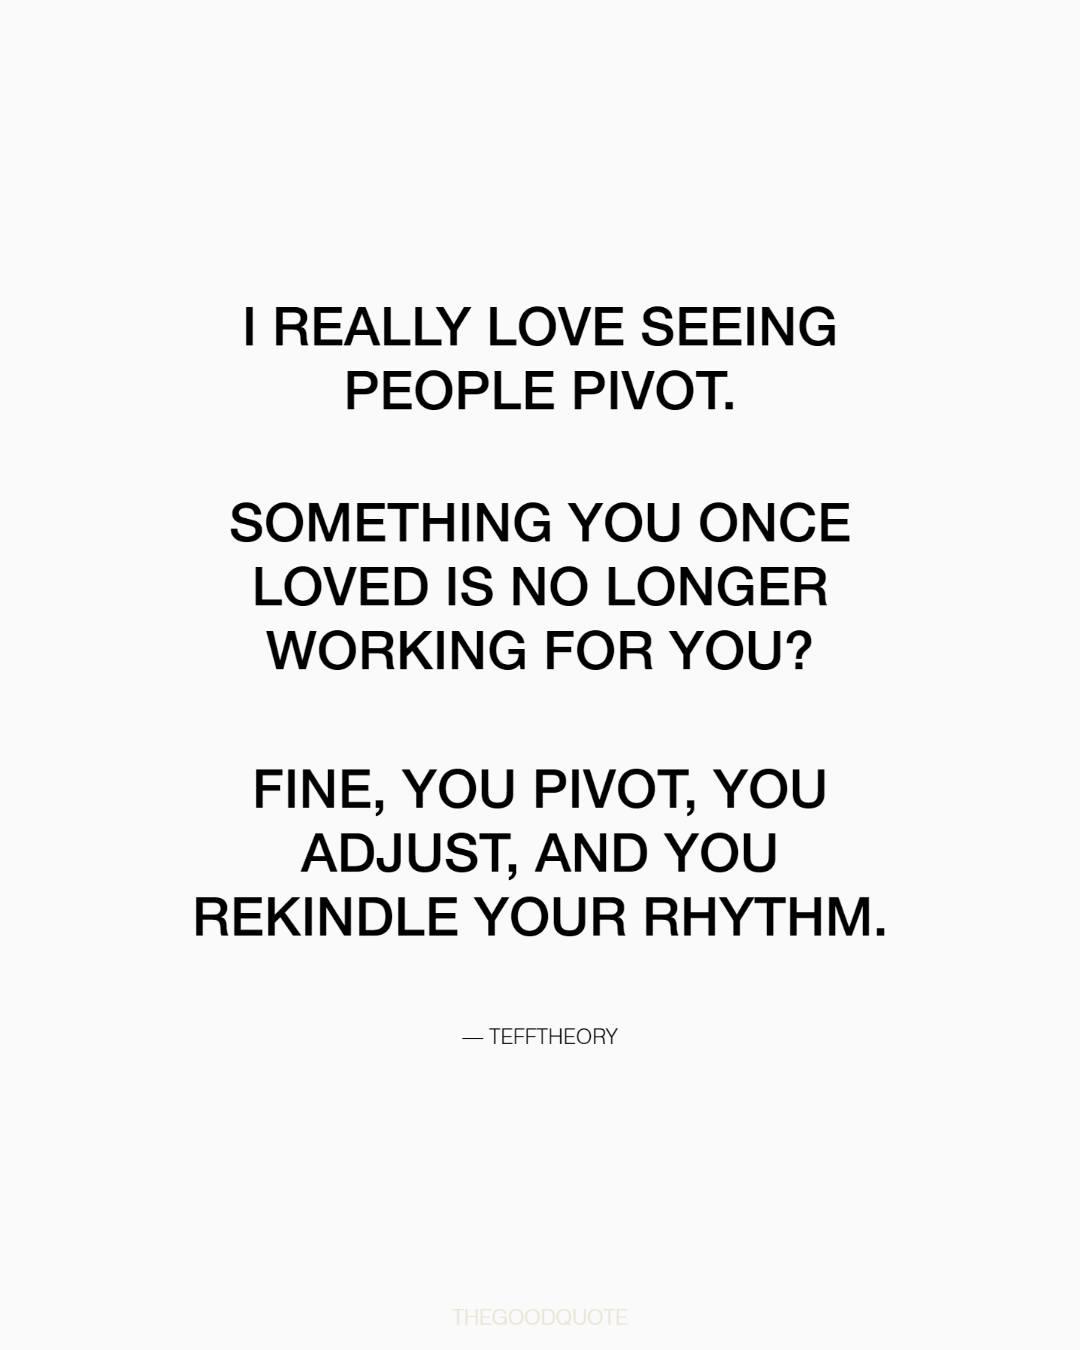 I REALLY LOVE SEEING
PEOPLE PIVOT.
SOMETHING YOU ONCE
LOVED IS NO LONGER
WORKING FOR YOU?
FINE, YOU PIVOT, YOU
ADJUST, AND YOU
REKINDLE YOUR RHYTHM.
— TEFFTHEORY
THEGOODQUOTE